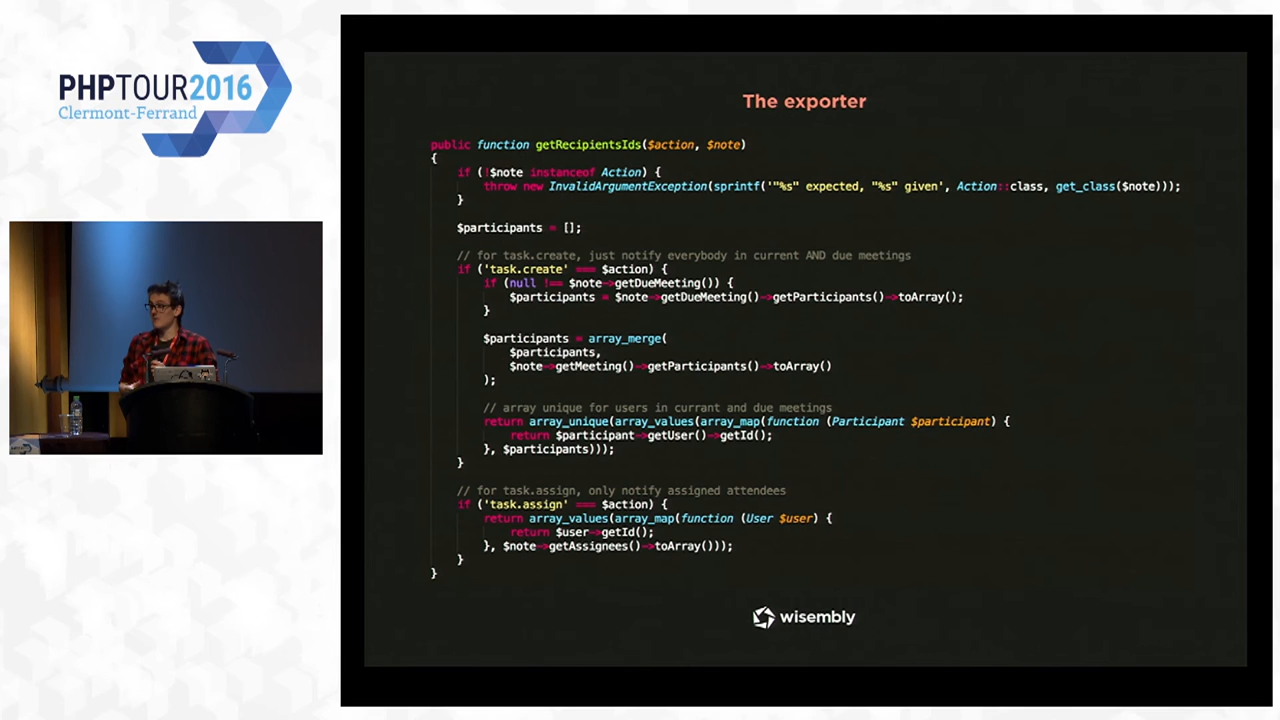 PHPTOUR2016
Clermont-Ferrand
The exporter
public function getRecipientsIds($action, $note)
{
if (!$note instanceof Action) {
throw new InvalidArgumentException(sprintf('"%s" expected, "%s" given', Action::class, get_class($note)));
}
$participants = [];
// for task.create, just notify everybody in current AND due meetings
if ('task.create' === $action) {
if (null !== $note->getDueMeeting()) {
$participants = $note->getDueMeeting()->getParticipants()->toArray();
}
$participants = array_merge(
$participants,
$note->getMeeting()->getParticipants()->toArray()
);
// array unique for users in currant and due meetings
return array_unique(array_values(array_map(function (Participant $participant) {
return $participant->getUser()->getId();
}, $participants)));
}
// for task.assign, only notify assigned attendees
if ('task.assign' === $action) {
return array_values(array_map(function (User $user) {
return $user->getId();
}, $note->getAssignees()->toArray()));
}
}
wisembly